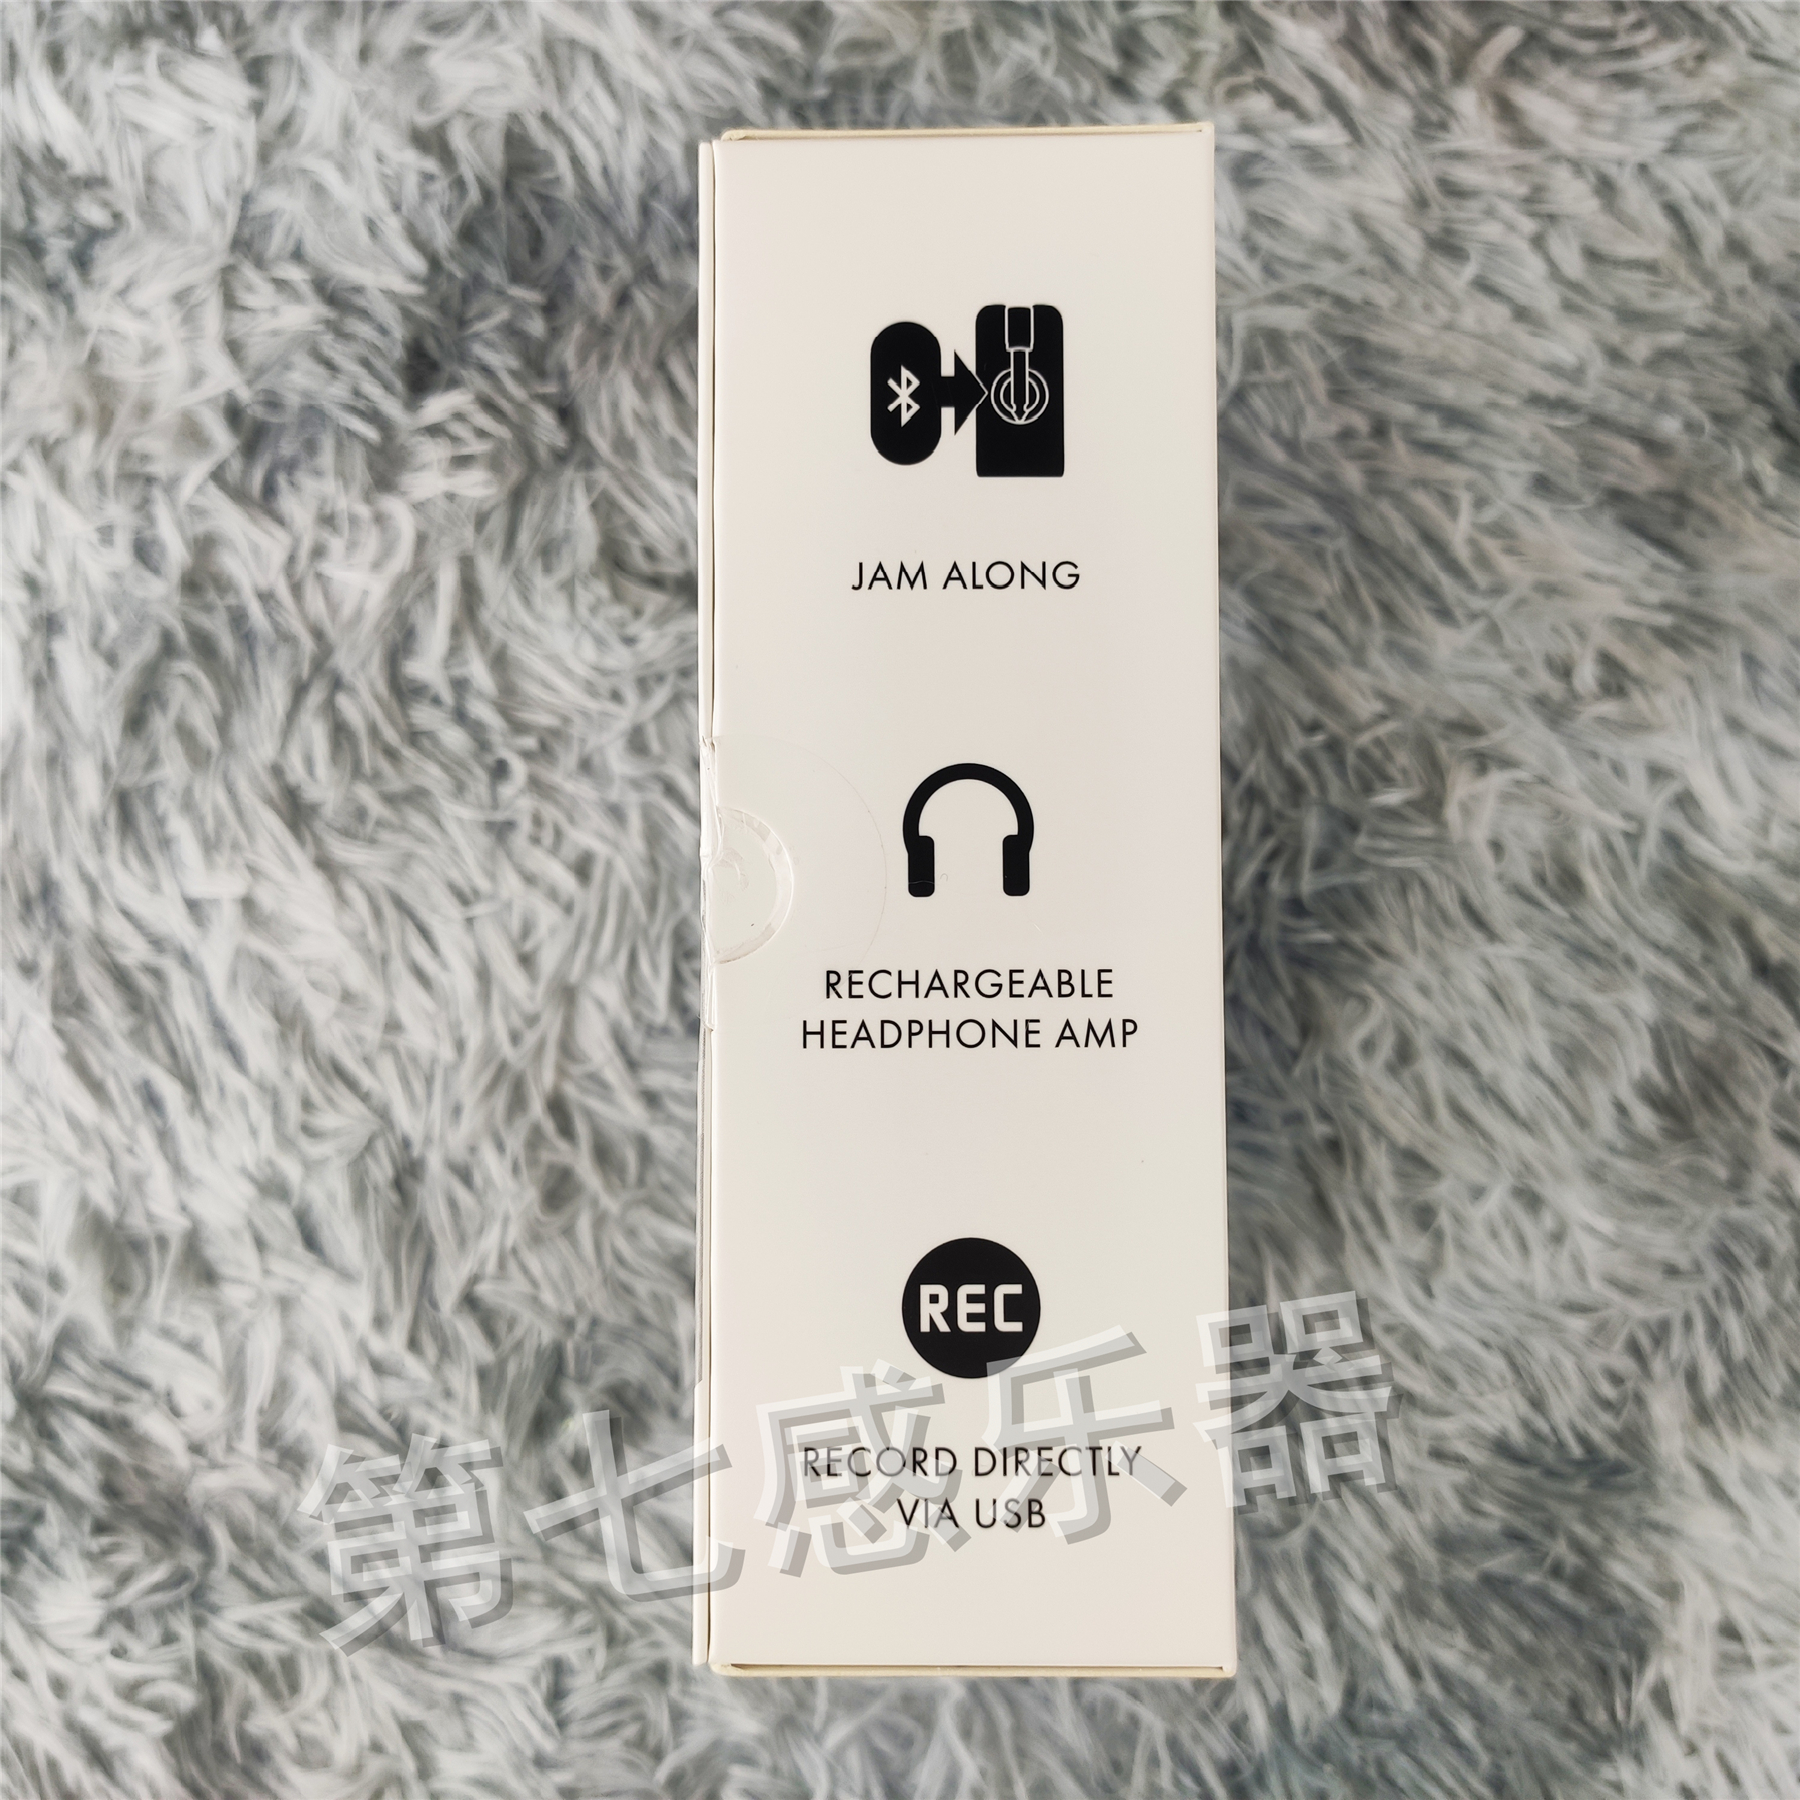 JAM ALONG
RECHARGEABLE
HEADPHONE AMP
REC
RECORD DIRECTLY
VIA USB
第七感乐器